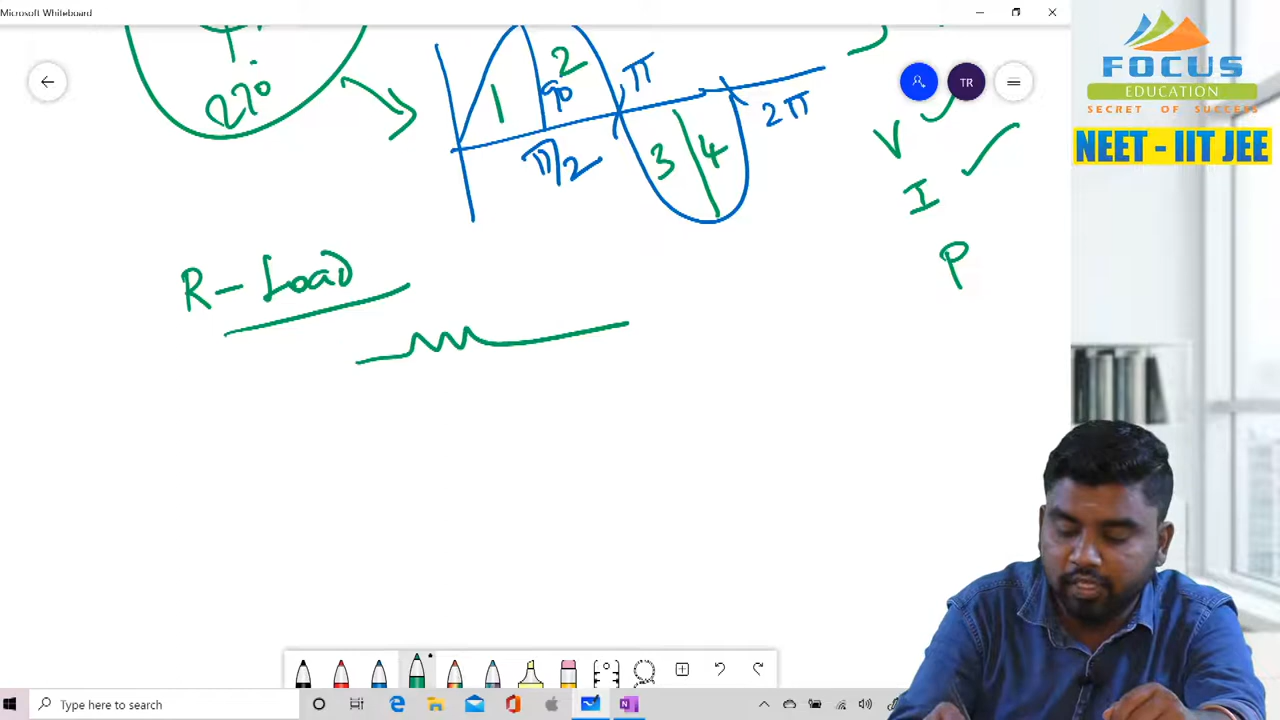 Microsoft Whiteboard
FOCUS
EDUCATION
SECRET OF SUCCESS
NEET - IIT JEE
TR
270°
1
2
90
π
π/2
3
4
2π
V
I
P
R - Load
Type here to search